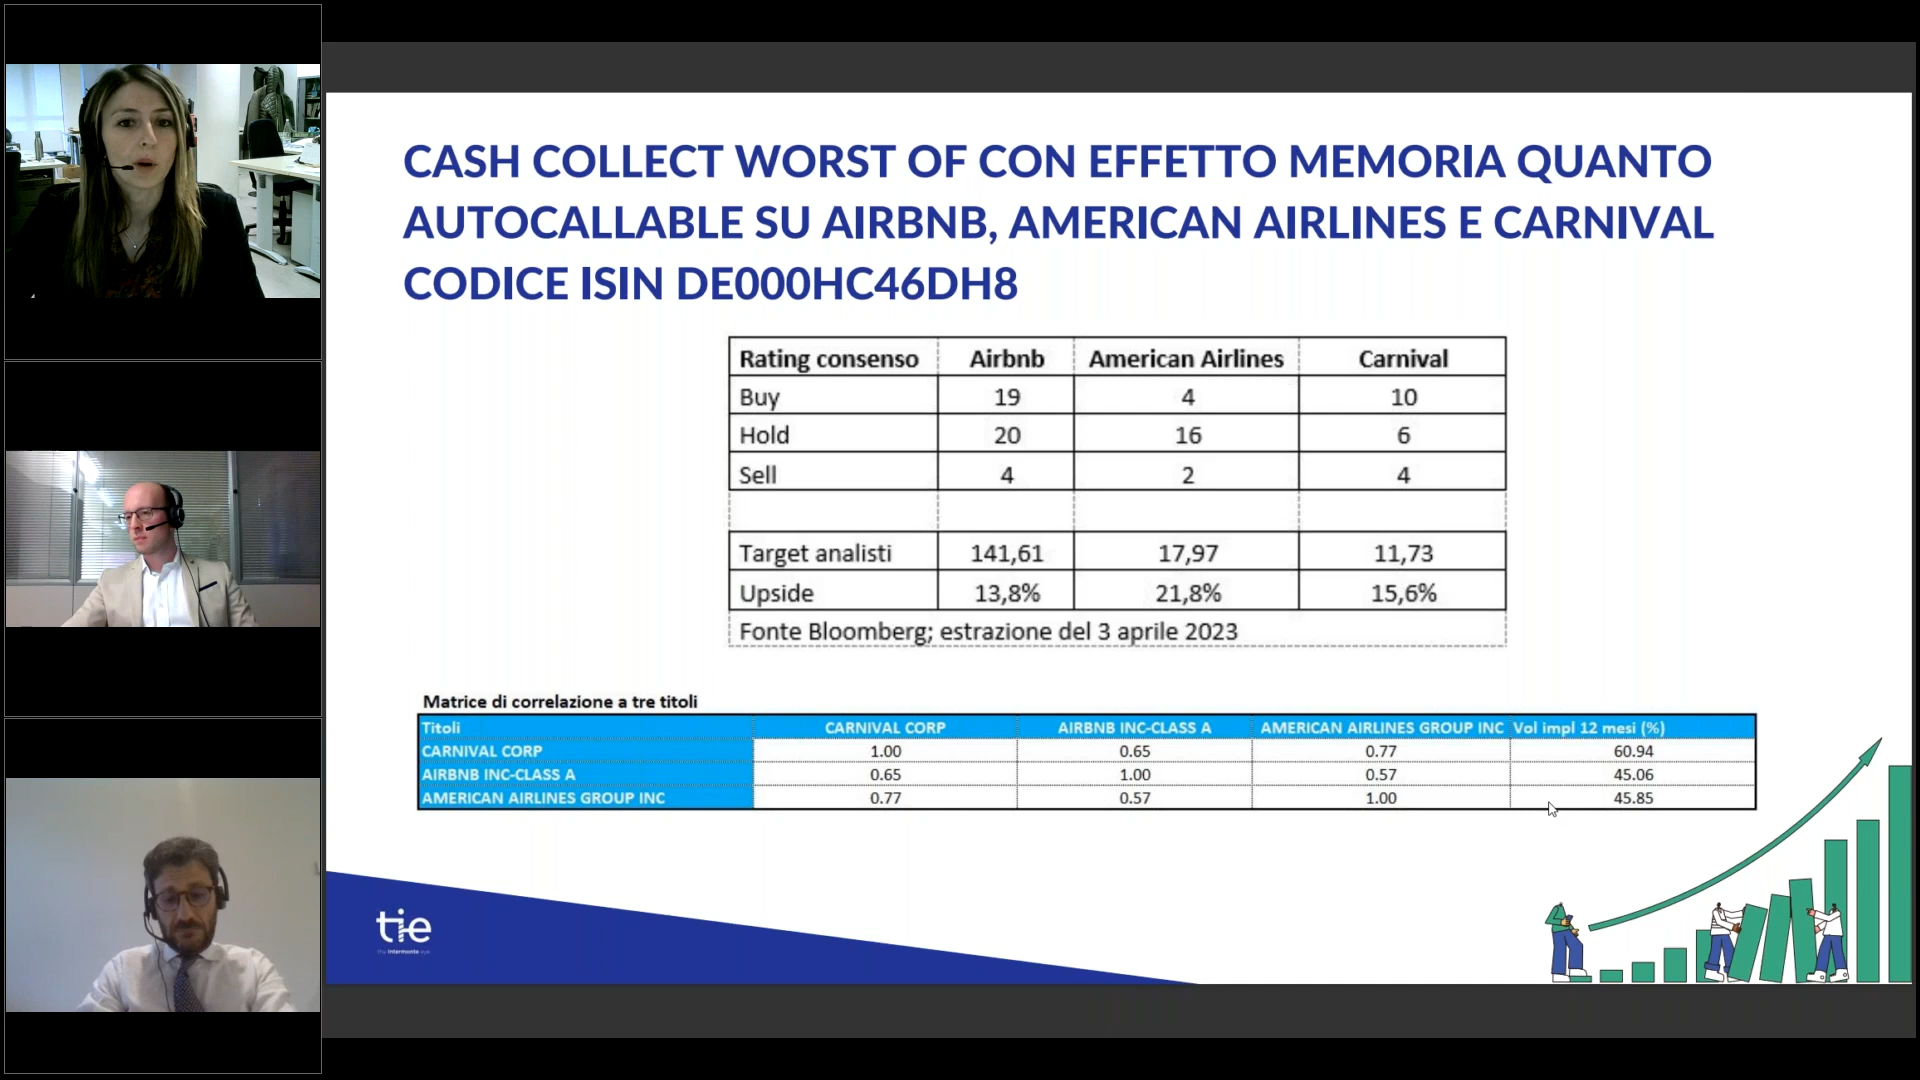 CASH COLLECT WORST OF CON EFFETTO MEMORIA QUANTO
AUTOCALLABLE SU AIRBNB, AMERICAN AIRLINES E CARNIVAL
CODICE ISIN DE000HC46DH8
Rating consenso Airbnb American Airlines Carnival
Buy 19 4 10
Hold 20 16 6
Sell 4 2 4
Target analisti 141,61 17,97 11,73
Upside 13,8% 21,8% 15,6%
Fonte Bloomberg; estrazione del 3 aprile 2023
Matrice di correlazione a tre titoli
Titoli CARNIVAL CORP AIRBNB INC-CLASS A AMERICAN AIRLINES GROUP INC Vol impl 12 mesi (%)
CARNIVAL CORP 1.00 0.65 0.77 60.94
AIRBNB INC-CLASS A 0.65 1.00 0.57 45.06
AMERICAN AIRLINES GROUP INC 0.77 0.57 1.00 45.85
tie
the intermonte eye